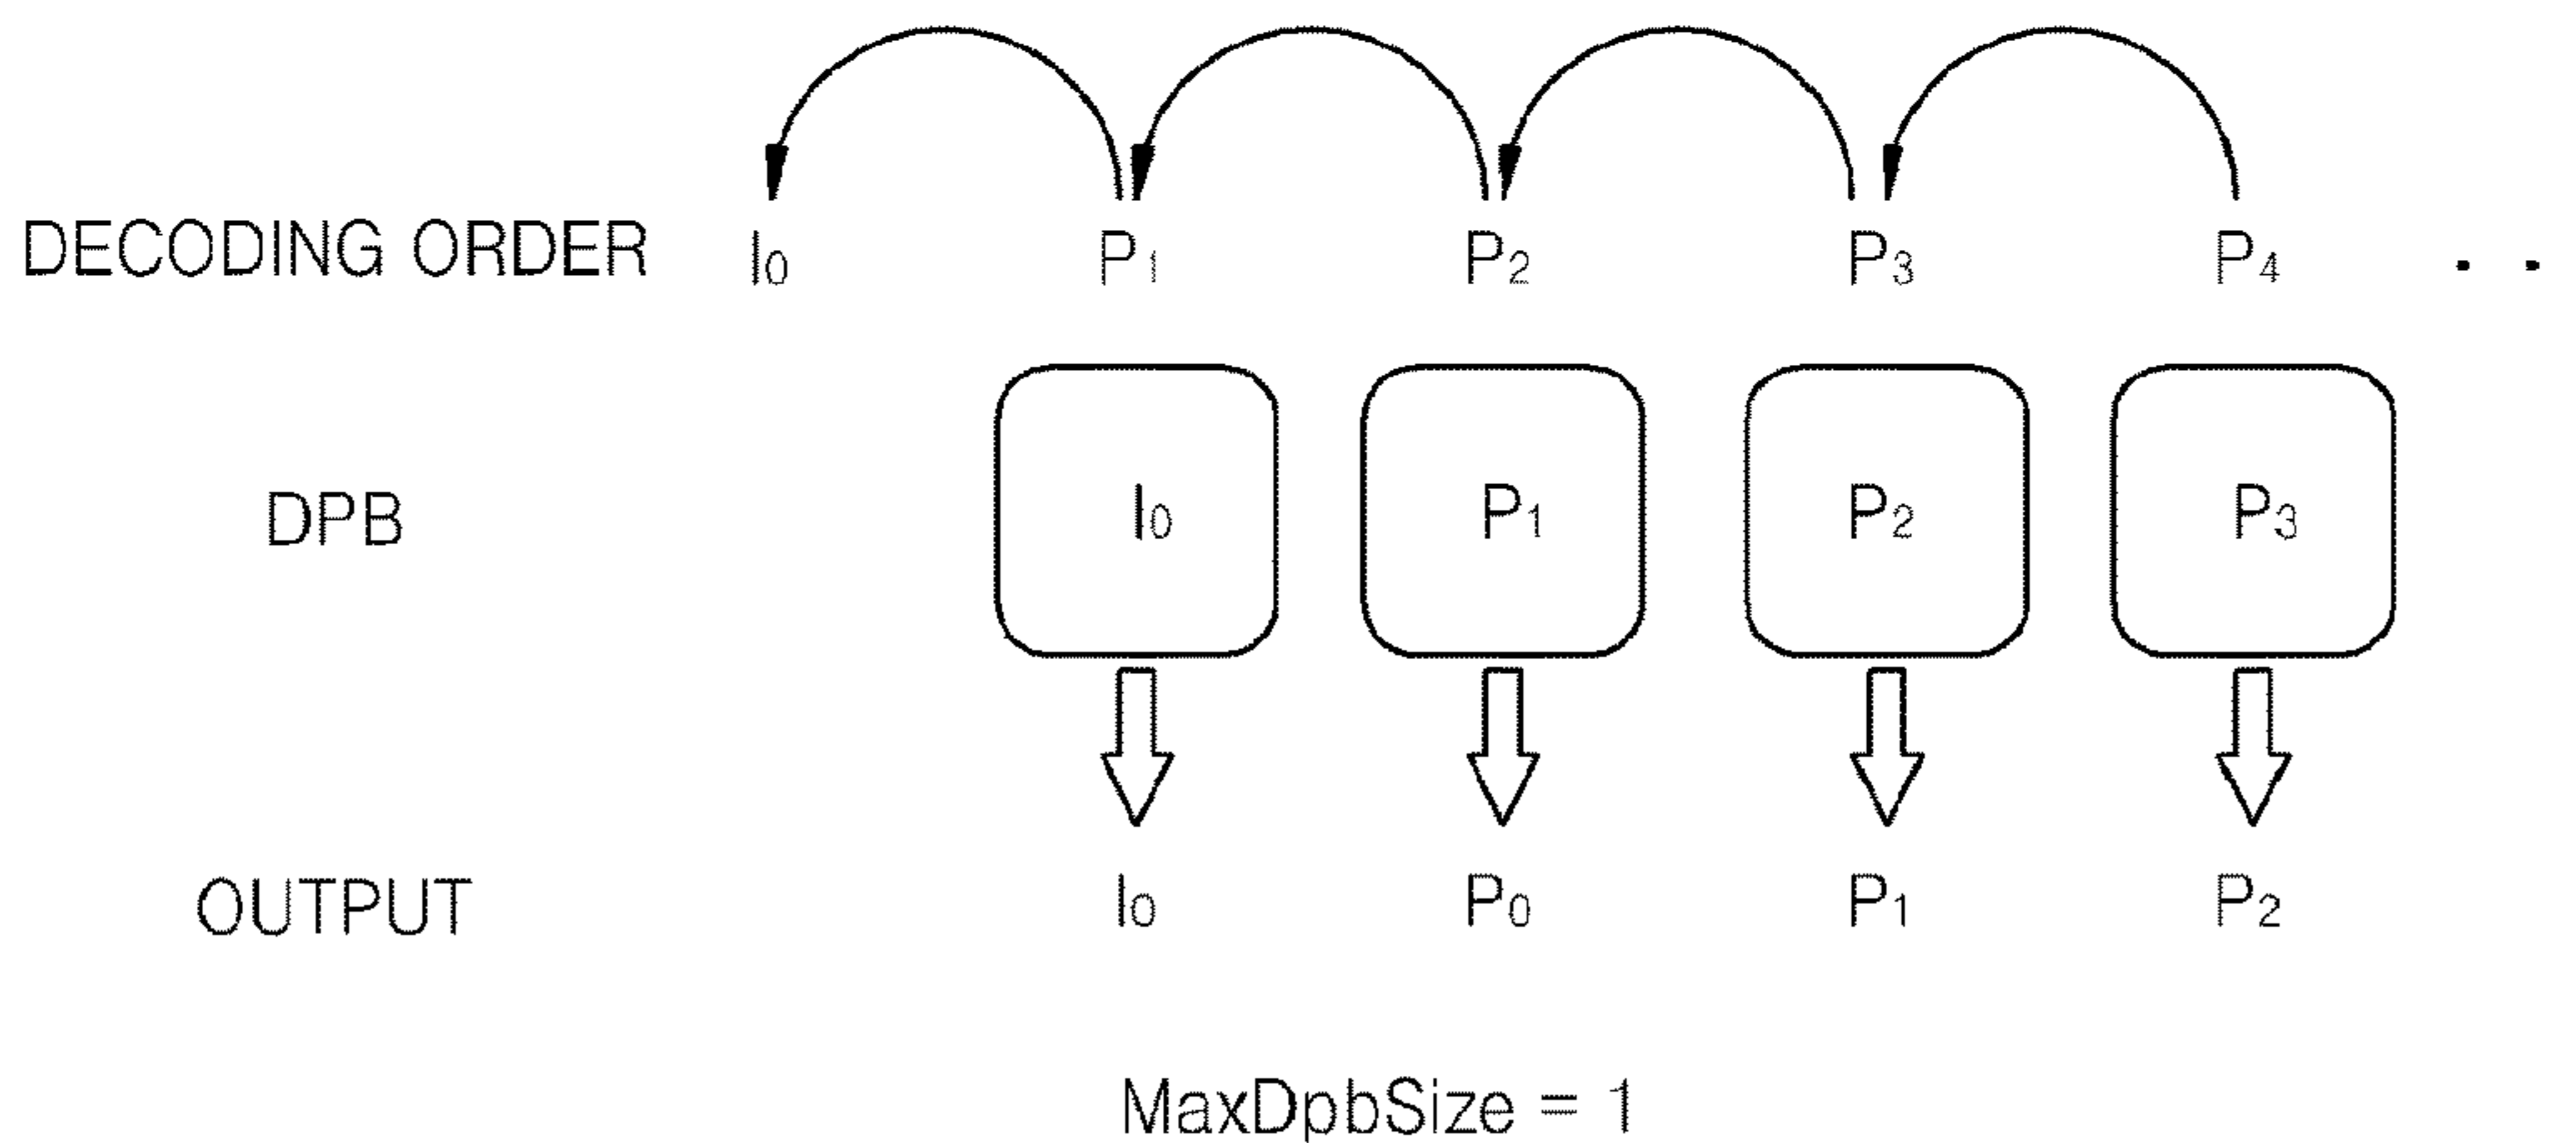 DECODING ORDER I₀ P₁ P₂ P₃ P₄ . .
DPB I₀ P₁ P₂ P₃
OUTPUT I₀ P₀ P₁ P₂
MaxDpbSize = 1